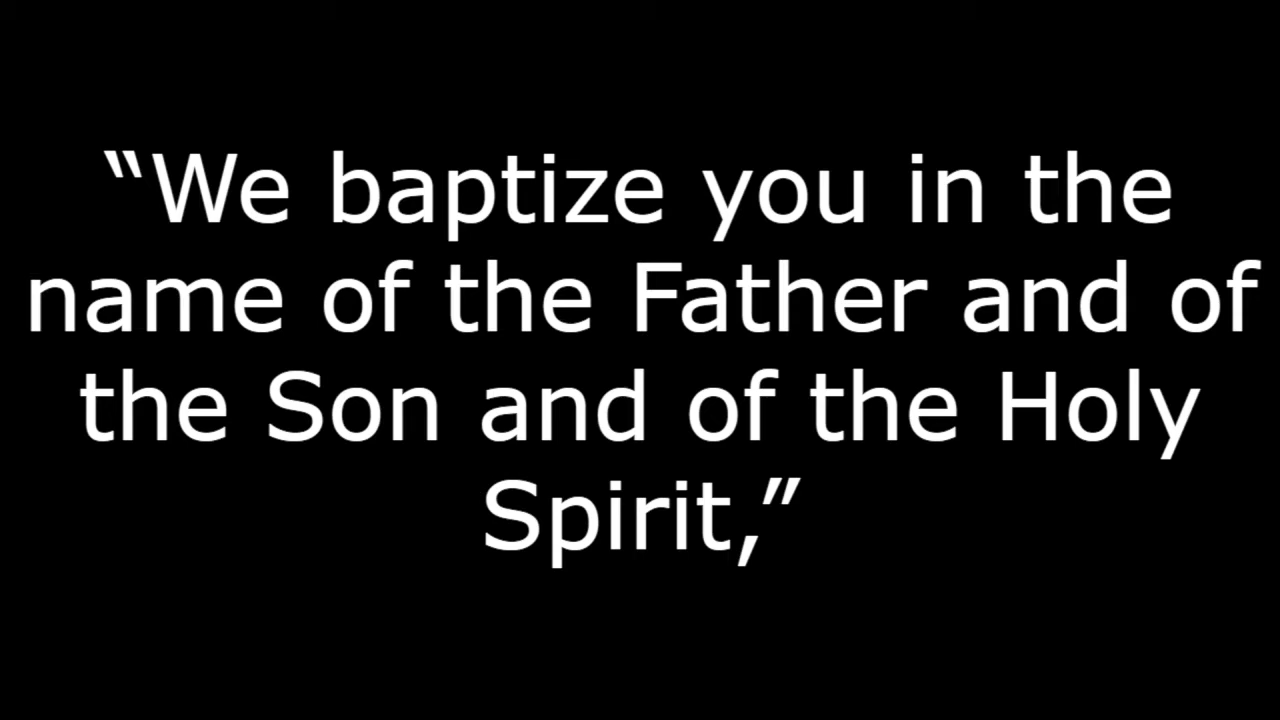 “We baptize you in the
name of the Father and of
the Son and of the Holy
Spirit,”